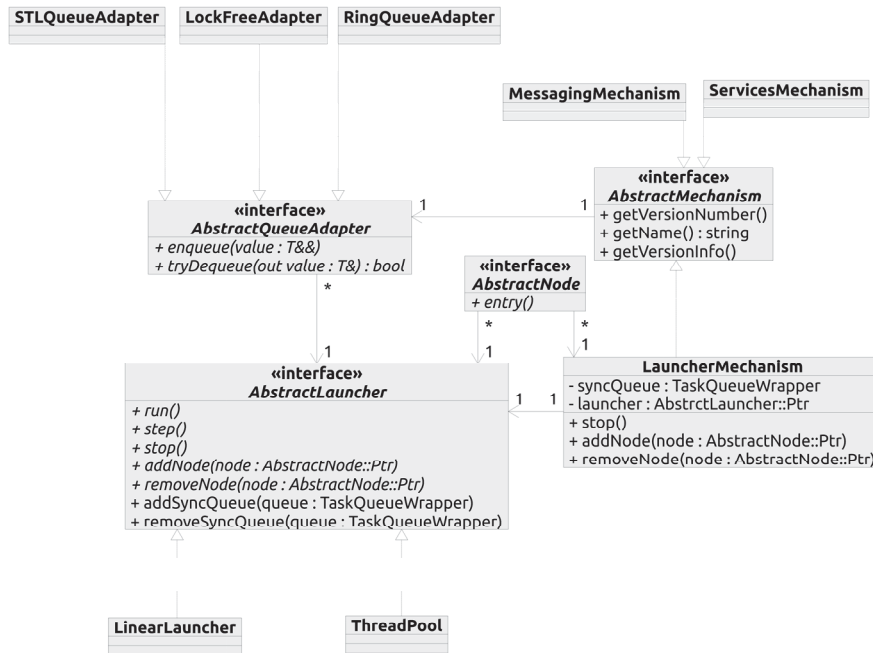 STLQueueAdapter
LockFreeAdapter
RingQueueAdapter
MessagingMechanism
ServicesMechanism
«interface»
AbstractMechanism
+ getVersionNumber()
+ getName() : string
+ getVersionInfo()
«interface»
AbstractQueueAdapter
+ enqueue(value : T&&)
+ tryDequeue(out value : T&) : bool
1
1
«interface»
AbstractNode
+ entry()
*
1
*
1
*
1
«interface»
AbstractLauncher
+ run()
+ step()
+ stop()
+ addNode(node : AbstractNode::Ptr)
+ removeNode(node : AbstractNode::Ptr)
+ addSyncQueue(queue : TaskQueueWrapper)
+ removeSyncQueue(queue : TaskQueueWrapper)
1
1
LauncherMechanism
- syncQueue : TaskQueueWrapper
- launcher : AbstrctLauncher::Ptr
+ stop()
+ addNode(node : AbstractNode::Ptr)
+ removeNode(node : AbstractNode::Ptr)
LinearLauncher
ThreadPool